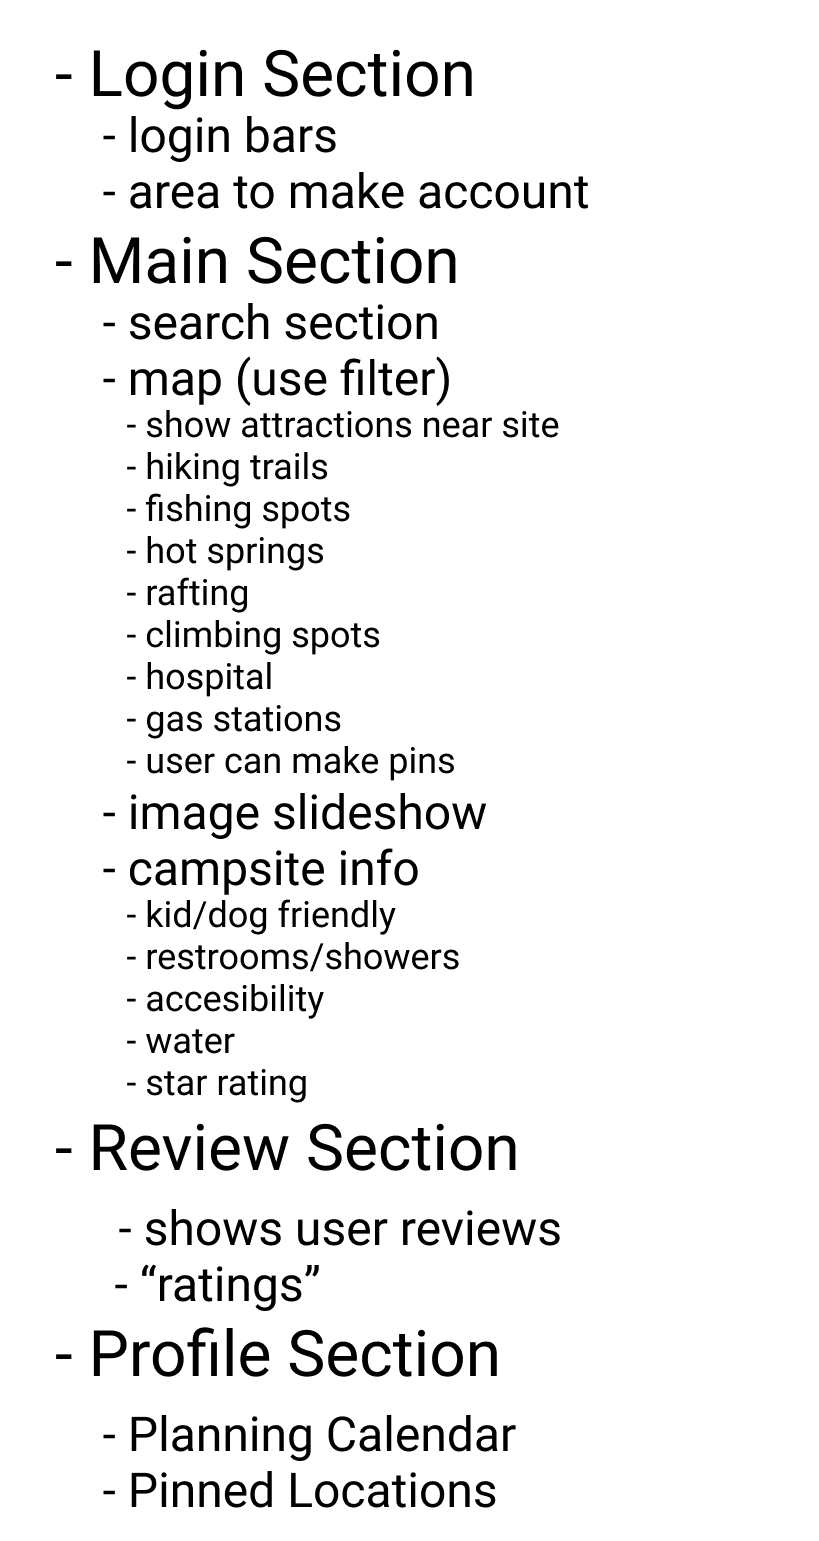 - Login Section
- login bars
- area to make account
- Main Section
- search section
- map (use filter)
- show attractions near site
- hiking trails
- fishing spots
- hot springs
- rafting
- climbing spots
- hospital
- gas stations
- user can make pins
- image slideshow
- campsite info
- kid/dog friendly
- restrooms/showers
- accesibility
- water
- star rating
- Review Section
- shows user reviews
- “ratings”
- Profile Section
- Planning Calendar
- Pinned Locations